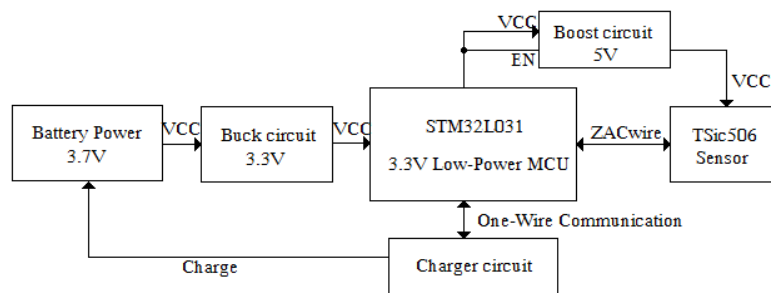 VCC
Boost circuit
5V
EN
VCC
Battery Power
3.7V
VCC
Buck circuit
3.3V
VCC
STM32L031
3.3V Low-Power MCU
ZACwire
TSic506
Sensor
One-Wire Communication
Charge
Charger circuit